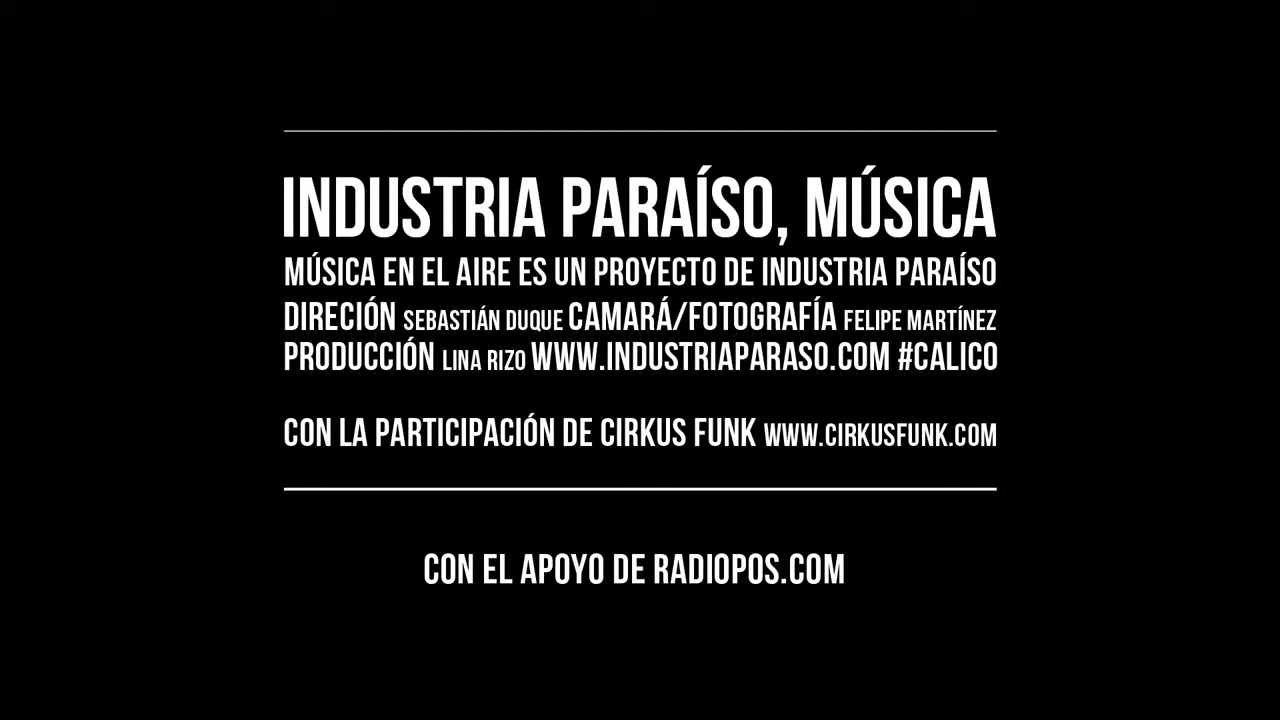 INDUSTRIA PARAÍSO, MÚSICA
MÚSICA EN EL AIRE ES UN PROYECTO DE INDUSTRIA PARAÍSO
DIRECIÓN SEBASTIÁN DUQUE CAMARÁ/FOTOGRAFÍA FELIPE MARTÍNEZ
PRODUCCIÓN LINA RIZO WWW.INDUSTRIAPARASO.COM #CALICO
CON LA PARTICIPACIÓN DE CIRKUS FUNK WWW.CIRKUSFUNK.COM
CON EL APOYO DE RADIOPOS.COM